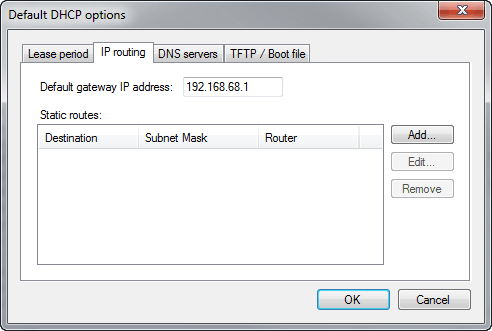 Default DHCP options
Lease period IP routing DNS servers TFTP / Boot file
Default gateway IP address: 192.168.68.1
Static routes:
Destination Subnet Mask Router
Add...
Edit...
Remove
OK Cancel